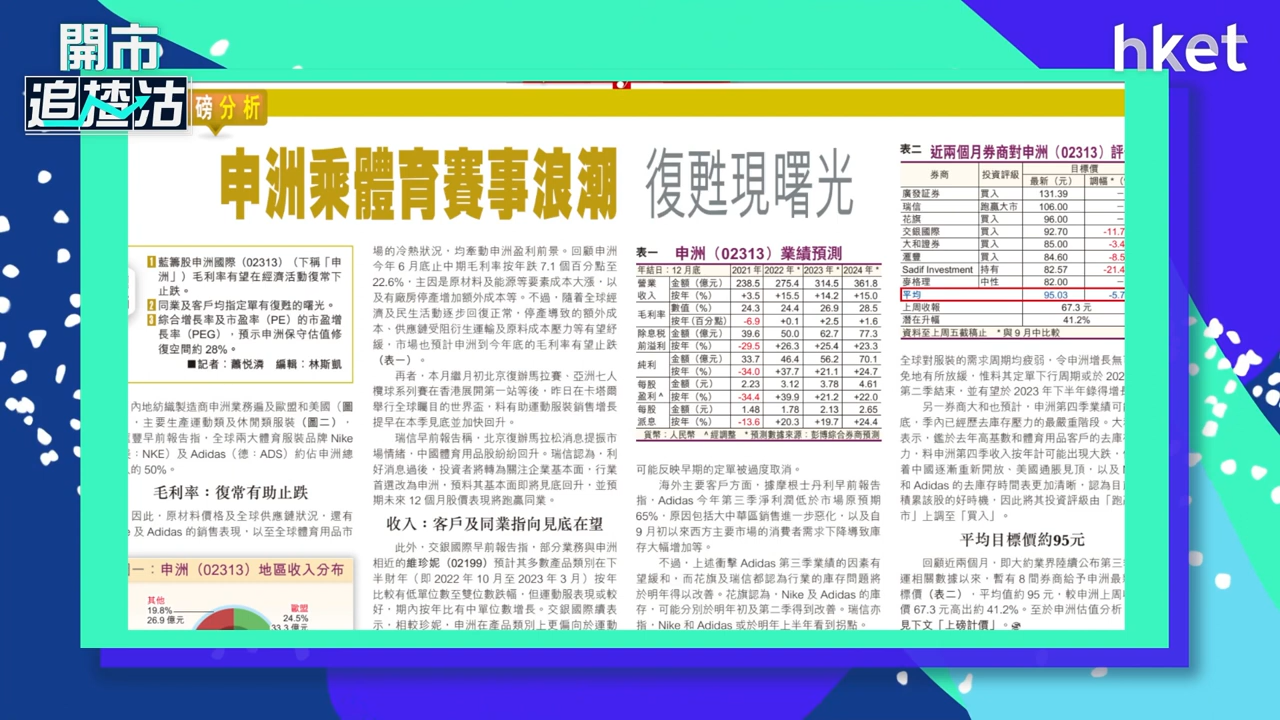 開市
追揸沽
hket
磅分析
申洲乘體育賽事浪潮 復甦現曙光
1 藍籌股申洲國際（02313）（下稱「申
洲」）毛利率有望在經濟活動復常下
止跌。
2 同業及客戶均指定單有復甦的曙光。
3 綜合增長率及市盈率（PE）的市盈增
長率（PEG），預示申洲保守估值修
復空間約 28%。
■記者：蕭悅濟 編輯：林斯凱
內地紡織製造商申洲業務遍及歐盟和美國（圖
，主要生產運動類及休閒類服裝（圖二），
豐早前報告指，全球兩大體育服裝品牌 Nike
：NKE）及 Adidas（德：ADS）約佔申洲總
的 50%。
毛利率：復常有助止跌
因此，原材料價格及全球供應鏈狀況，還有
及 Adidas 的銷售表現，以至全球體育用品市
一：申洲（02313）地區收入分布
其他
19.8%
26.9 億元
歐盟
24.5%
33.3 億元
場的冷熱狀況，均牽動申洲盈利前景。回顧申洲
今年 6 月底止中期毛利率按年跌 7.1 個百分點至
22.6%，主因是原材料及能源等要素成本大漲，以
及有廠房停產增加額外成本等。不過，隨着全球經
濟及民生活動逐步回復正常，停產導致的額外成
本，供應鏈受阻衍生運輸及原料成本壓力等有望紓
緩，市場也預計申洲到今年底的毛利率有望止跌
（表一）。
再者，本月繼月初北京復辦馬拉賽、亞洲七人
欖球系列賽在香港展開第一站等後，昨日在卡塔爾
舉行全球矚目的世界盃，料有助運動服裝銷售增長
提早在本季見底並加快回升。
瑞信早前報告稱，北京復辦馬拉松消息提振市
場情緒，中國體育用品股紛紛回升。瑞信認為，利
好消息過後，投資者將轉為關注企業基本面，行業
首選改為申洲，預料其基本面即將見底回升，並預
期未來 12 個月股價表現將跑贏同業。
收入：客戶及同業指向見底在望
此外，交銀國際早前報告指，部分業務與申洲
相近的維珍妮（02199）預計其多數產品類別在下
半財年（即 2022 年 10 月至 2023 年 3 月）按年
比較有低單位數至雙位數跌幅，但運動服表現或較
好，期內按年比有中單位數增長。交銀國際續表
示，相較珍妮，申洲在產品類別上更偏向於運動
表一 申洲（02313）業績預測
年結日：12 月底 2021 年 2022 年 * 2023 年 * 2024 年 *
營業 金額（億元） 238.5 275.4 314.5 361.8
收入 按年（%） +3.5 +15.5 +14.2 +15.0
毛利率 數值（%） 24.3 24.4 26.9 28.5
按年（百分點） -6.9 +0.1 +2.5 +1.6
除息稅 金額（億元） 39.6 50.0 62.7 77.3
前溢利 按年（%） -29.5 +26.3 +25.4 +23.3
純利 金額（億元） 33.7 46.4 56.2 70.1
按年（%） -34.0 +37.7 +21.1 +24.7
每股 金額（元） 2.23 3.12 3.78 4.61
盈利 ^ 按年（%） -34.4 +39.9 +21.2 +22.0
每股 金額（元） 1.48 1.78 2.13 2.65
派息 按年（%） -13.6 +20.3 +19.7 +24.4
貨幣：人民幣 ^ 經調整 * 預測數據來源：彭博綜合券商預測
可能反映早期的定單被過度取消。
海外主要客戶方面，據摩根士丹利早前報告
指，Adidas 今年第三季淨利潤低於市場原預期
65%，原因包括大中華區銷售進一步惡化，以及自
9 月初以來西方主要市場的消費者需求下降導致庫
存大幅增加等。
不過，上述衝擊 Adidas 第三季業績的因素有
望緩和，而花旗及瑞信都認為行業的庫存問題將
於明年得以改善。花旗認為，Nike 及 Adidas 的庫
存，可能分別於明年初及第二季得到改善。瑞信亦
指，Nike 和 Adidas 或於明年上半年看到拐點。
表二 近兩個月券商對申洲（02313）評
券商 投資評級 目標價
最新（元） 調幅 *（
廣發証券 買入 131.39 –
瑞信 跑贏大市 106.00 –
花旗 買入 96.00 –
交銀國際 買入 92.70 -11.7
大和證券 買入 85.00 -3.4
滙豐 買入 84.60 -8.5
Sadif Investment 持有 82.57 -21.4
麥格理 中性 82.00 –
平均 95.03 -5.7
上周收報 67.3 元
潛在升幅 41.2%
資料至上周五截稿止 * 與 9 月中比較
全球對服裝的需求周期均疲弱，令申洲增長無
免地有所放緩，惟料其定單下行周期或於 202
第二季結束，並有望於 2023 年下半年錄得增
另一券商大和也預計，申洲第四季業績可
底，季內已經歷去庫存壓力的最嚴重階段。大
表示，鑑於去年高基數和體育用品客戶的去庫
力，料申洲第四季收入按年計可能出現大跌，
着中國逐漸重新開放、美國通脹見頂，以及
和 Adidas 的去庫存時間表更加清晰，認為目
積累該股的好時機，因此將其投資評級由「跑
市」上調至「買入」。
平均目標價約95元
回顧近兩個月，即大約業界陸續公布第三
運相關數據以來，暫有 8 間券商給予申洲最
標價（表二），平均值約 95 元，較申洲上周
價 67.3 元高出約 41.2%。至於申洲估值分析，
見下文「上磅計價」。